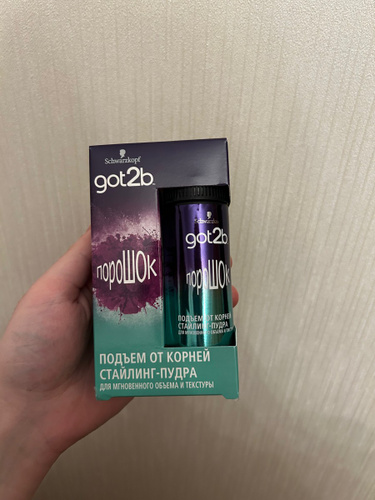 Schwarzkopf
got2b
пороШОК
ПОДЪЕМ ОТ КОРНЕЙ
СТАЙЛИНГ-ПУДРА
ДЛЯ МГНОВЕННОГО ОБЪЕМА И ТЕКСТУРЫ
Schwarzkopf
got2b
пороШОК
ПОДЪЕМ ОТ КОРНЕЙ
СТАЙЛИНГ-ПУДРА
ДЛЯ МГНОВЕННОГО ОБЪЕМА И